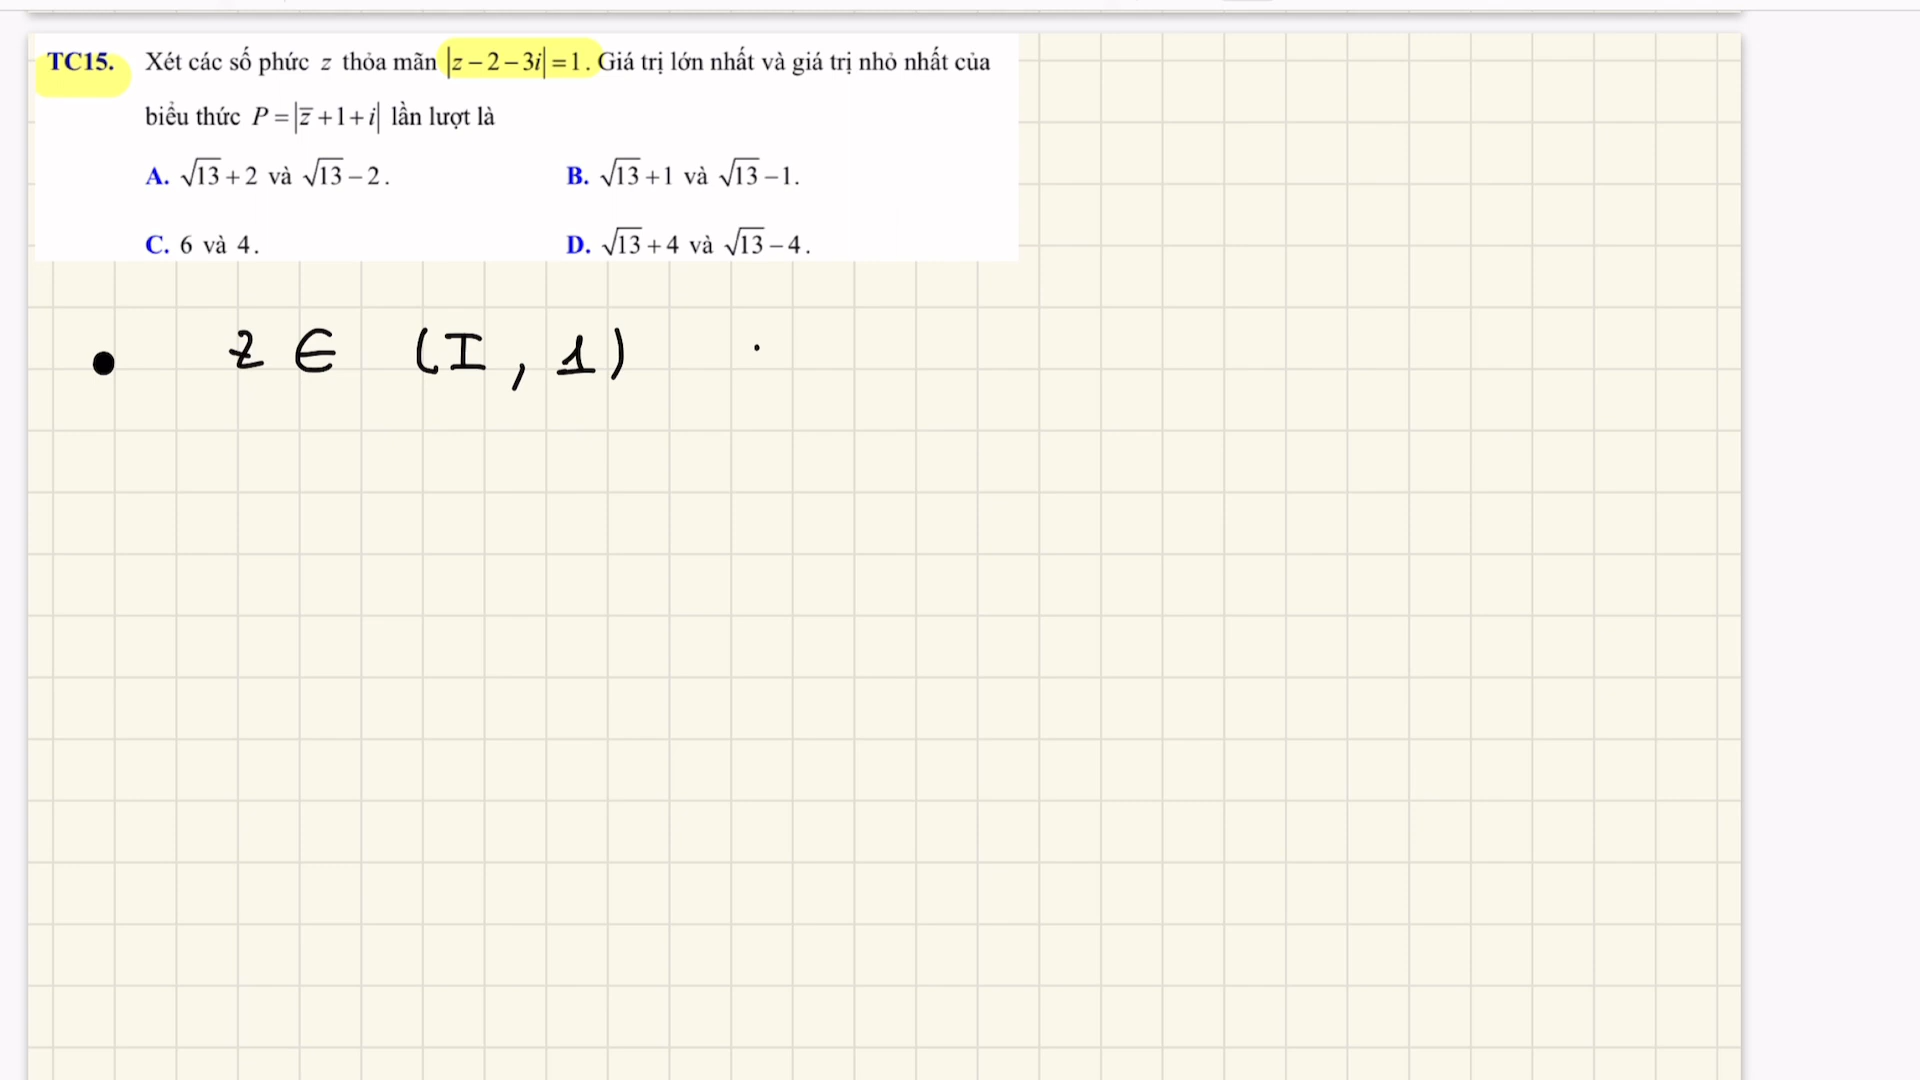 TC15. Xét các số phức z thỏa mãn |z − 2 − 3i| = 1. Giá trị lớn nhất và giá trị nhỏ nhất của
biểu thức P = |z̅ + 1 + i| lần lượt là
A. √13 + 2 và √13 − 2. B. √13 + 1 và √13 − 1.
C. 6 và 4. D. √13 + 4 và √13 − 4.
• z ∈ (I, 1)